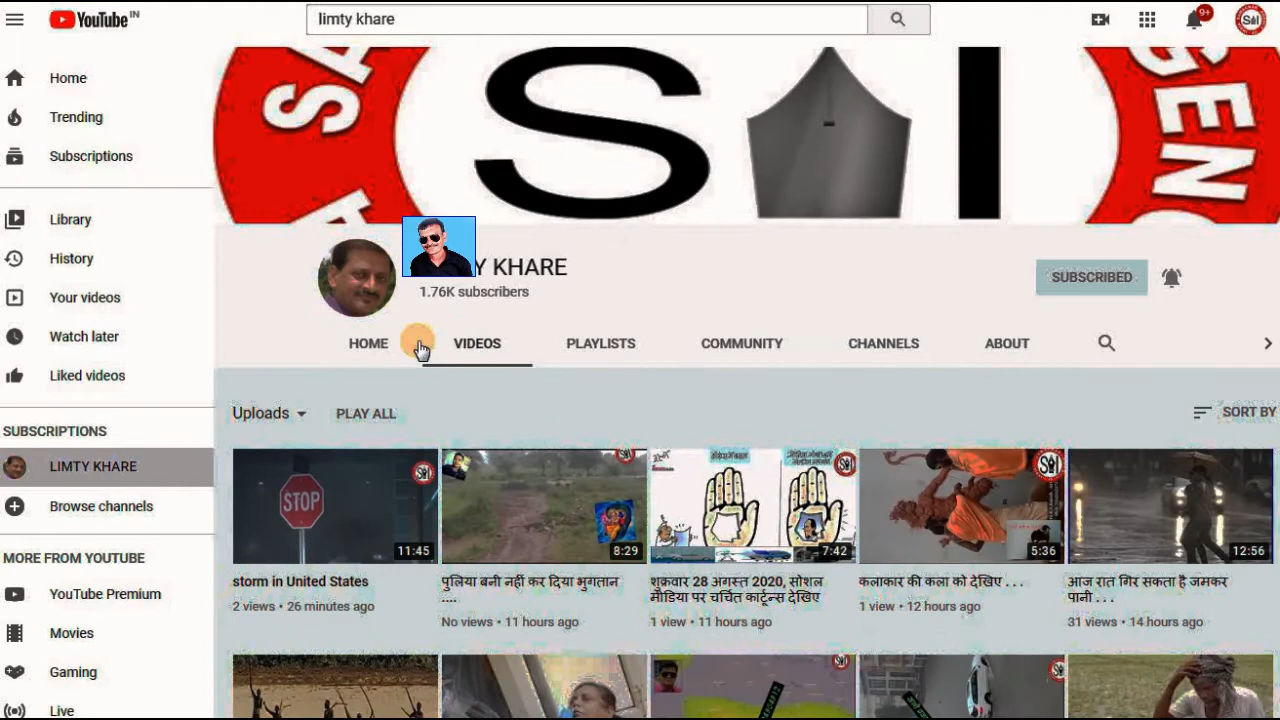 YouTube IN
limty khare
9+
Sai
Home
Trending
Subscriptions
Library
History
Your videos
Watch later
Liked videos
SUBSCRIPTIONS
LIMTY KHARE
Browse channels
MORE FROM YOUTUBE
YouTube Premium
Movies
Gaming
Live
SA
S I
GEN
Y KHARE
1.76K subscribers
SUBSCRIBED
HOME
VIDEOS
PLAYLISTS
COMMUNITY
CHANNELS
ABOUT
Uploads
PLAY ALL
SORT BY
STOP
11:45
8:29
7:42
5:36
12:56
storm in United States
2 views • 26 minutes ago
पुलिया बनी नहीं कर दिया भुगतान
....
No views • 11 hours ago
शुक्रवार 28 अगस्त 2020, सोशल
मीडिया पर चर्चित कार्टून्स देखिए
1 view • 11 hours ago
कलाकार की कला को देखिए . . .
1 view • 12 hours ago
आज रात गिर सकता है जमकर
पानी . . .
31 views • 14 hours ago